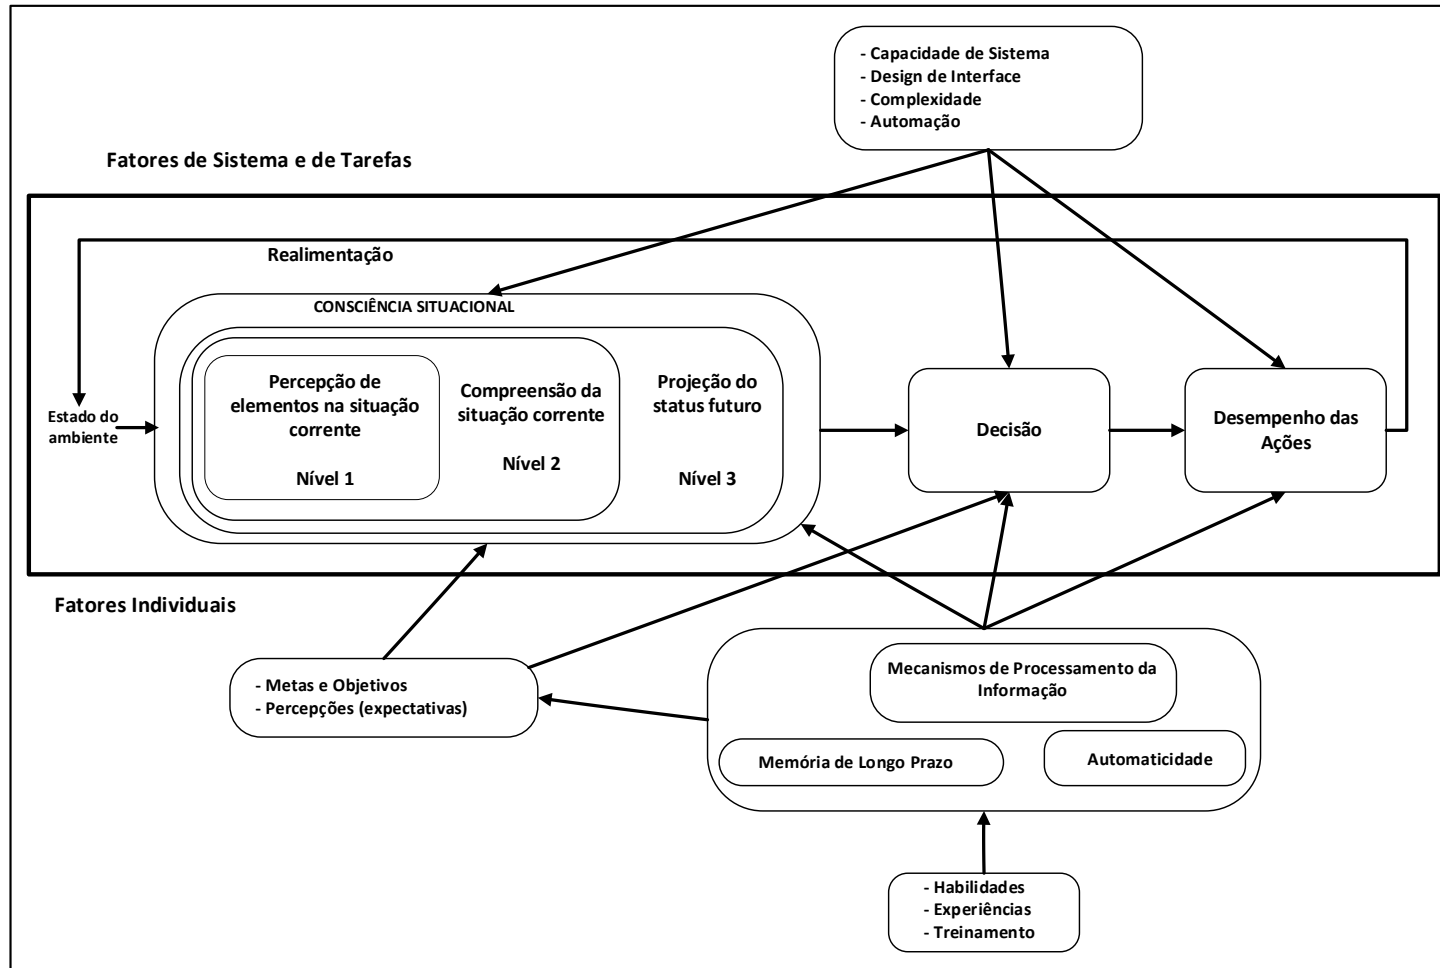 - Capacidade de Sistema
- Design de Interface
- Complexidade
- Automação
Fatores de Sistema e de Tarefas
Realimentação
CONSCIÊNCIA SITUACIONAL
Estado do
ambiente
Percepção de
elementos na situação
corrente
Nível 1
Compreensão da
situação corrente
Nível 2
Projeção do
status futuro
Nível 3
Decisão
Desempenho das
Ações
Fatores Individuais
- Metas e Objetivos
- Percepções (expectativas)
Mecanismos de Processamento da
Informação
Memória de Longo Prazo
Automaticidade
- Habilidades
- Experiências
- Treinamento